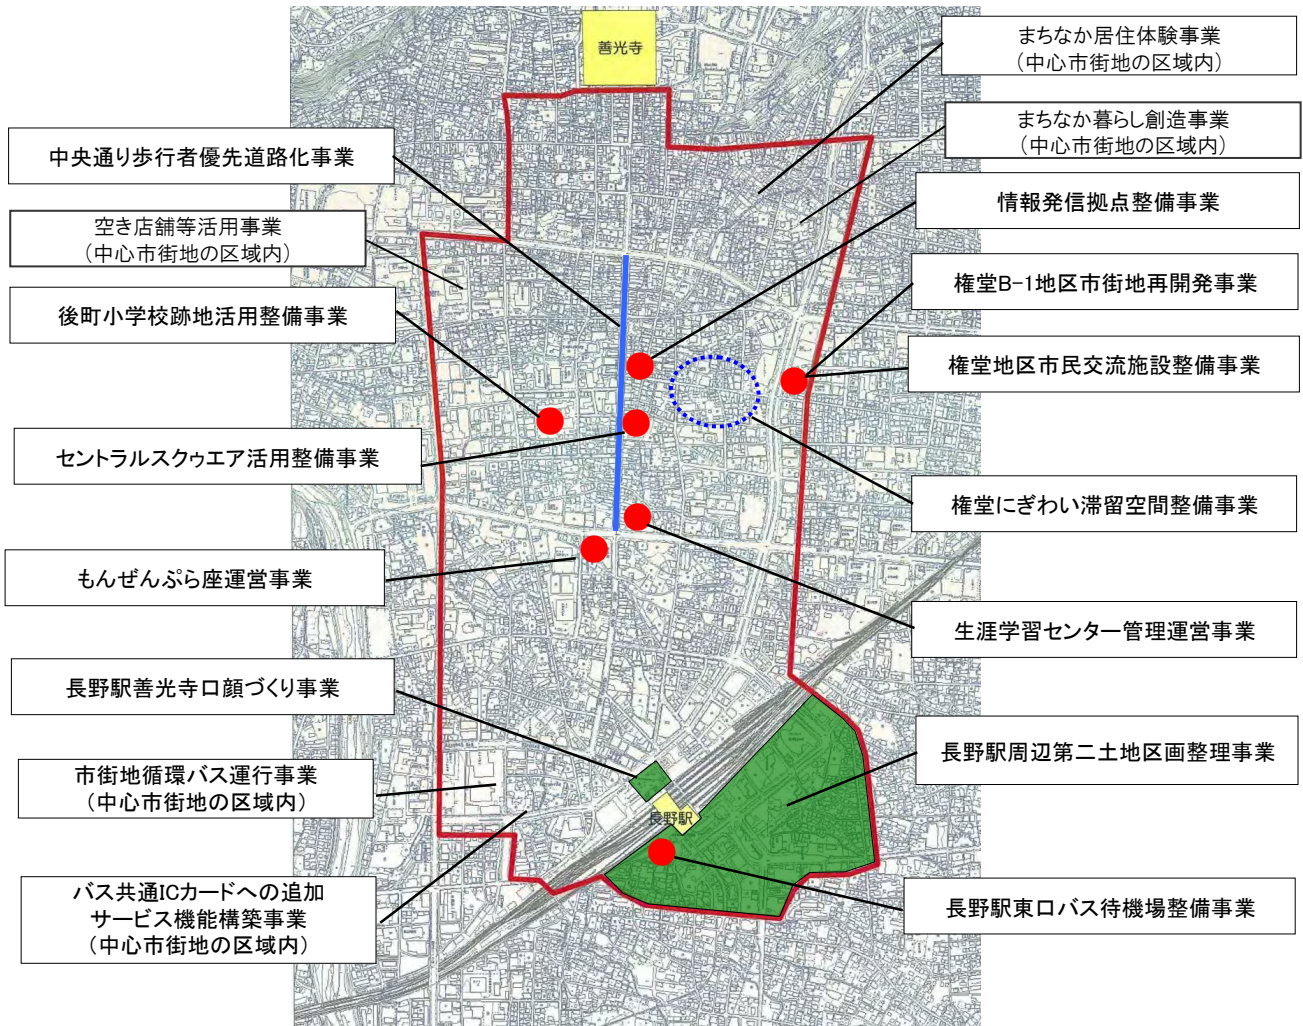 善光寺
まちなか居住体験事業
(中心市街地の区域内)
まちなか暮らし創造事業
(中心市街地の区域内)
中央通り歩行者優先道路化事業
情報発信拠点整備事業
空き店舗等活用事業
(中心市街地の区域内)
権堂B-1地区市街地再開発事業
後町小学校跡地活用整備事業
権堂地区市民交流施設整備事業
セントラルスクゥエア活用整備事業
権堂にぎわい滞留空間整備事業
もんぜんぷら座運営事業
生涯学習センター管理運営事業
長野駅善光寺口顔づくり事業
長野駅周辺第二土地区画整理事業
市街地循環バス運行事業
(中心市街地の区域内)
長野駅
バス共通ICカードへの追加
サービス機能構築事業
(中心市街地の区域内)
長野駅東口バス待機場整備事業